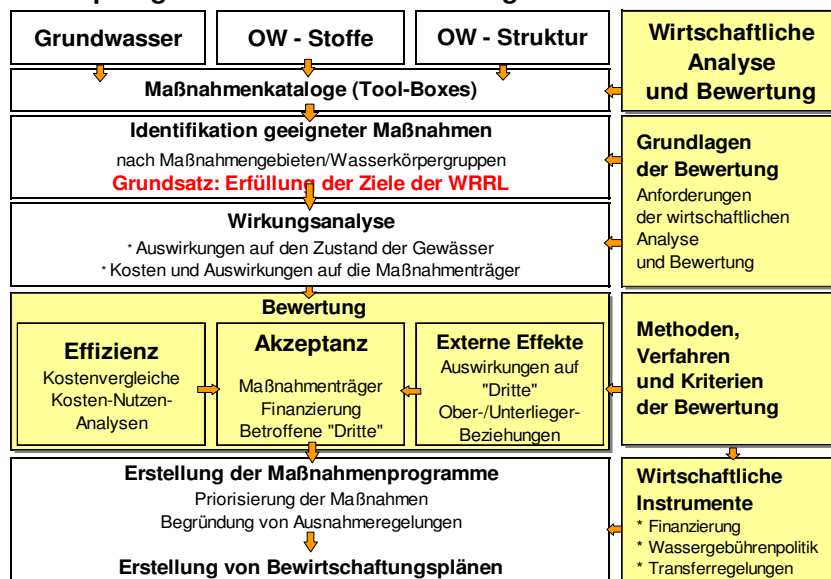 Grundwasser
OW - Stoffe
OW - Struktur
Wirtschaftliche
Analyse
und Bewertung
Maßnahmenkataloge (Tool-Boxes)
Identifikation geeigneter Maßnahmen
nach Maßnahmengebieten/Wasserkörpergruppen
Grundsatz: Erfüllung der Ziele der WRRL
Grundlagen
der Bewertung
Anforderungen
der wirtschaftlichen
Analyse
und Bewertung
Wirkungsanalyse
* Auswirkungen auf den Zustand der Gewässer
* Kosten und Auswirkungen auf die Maßnahmenträger
Bewertung
Effizienz
Kostenvergleiche
Kosten-Nutzen-
Analysen
Akzeptanz
Maßnahmenträger
Finanzierung
Betroffene "Dritte"
Externe Effekte
Auswirkungen auf
"Dritte"
Ober-/Unterlieger-
Beziehungen
Methoden,
Verfahren
und Kriterien
der Bewertung
Erstellung der Maßnahmenprogramme
Priorisierung der Maßnahmen
Begründung von Ausnahmeregelungen
Erstellung von Bewirtschaftungsplänen
Wirtschaftliche
Instrumente
* Finanzierung
* Wassergebührenpolitik
* Transferregelungen